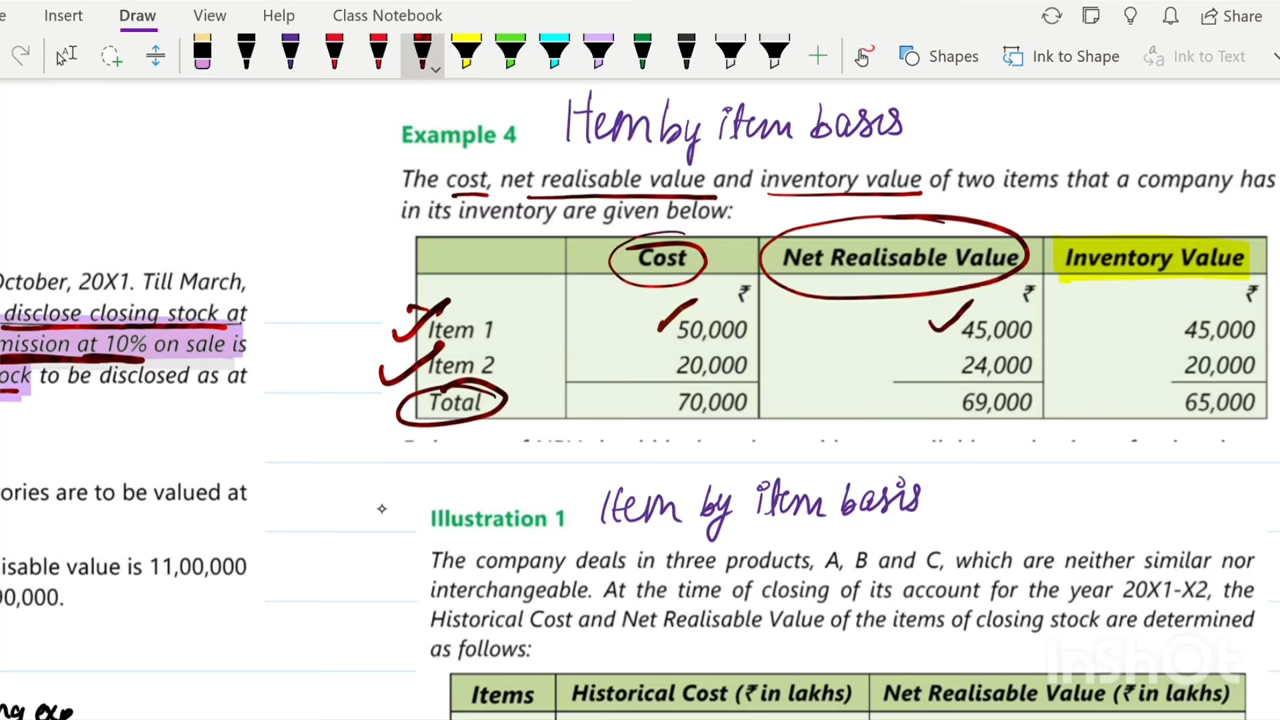 Insert Draw View Help Class Notebook Share
Shapes Ink to Shape Ink to Text
Example 4 Item by item basis
The cost, net realisable value and inventory value of two items that a company has
in its inventory are given below:
Cost Net Realisable Value Inventory Value
₹ ₹ ₹
Item 1 50,000 45,000 45,000
Item 2 20,000 24,000 20,000
Total 70,000 69,000 65,000
October, 20X1. Till March,
disclose closing stock at
mission at 10% on sale is
ock to be disclosed as at
ories are to be valued at
isable value is 11,00,000
90,000.
ng exp
Illustration 1 Item by item basis
The company deals in three products, A, B and C, which are neither similar nor
interchangeable. At the time of closing of its account for the year 20X1-X2, the
Historical Cost and Net Realisable Value of the items of closing stock are determined
as follows:
Items Historical Cost (₹ in lakhs) Net Realisable Value (₹ in lakhs)
InShOT